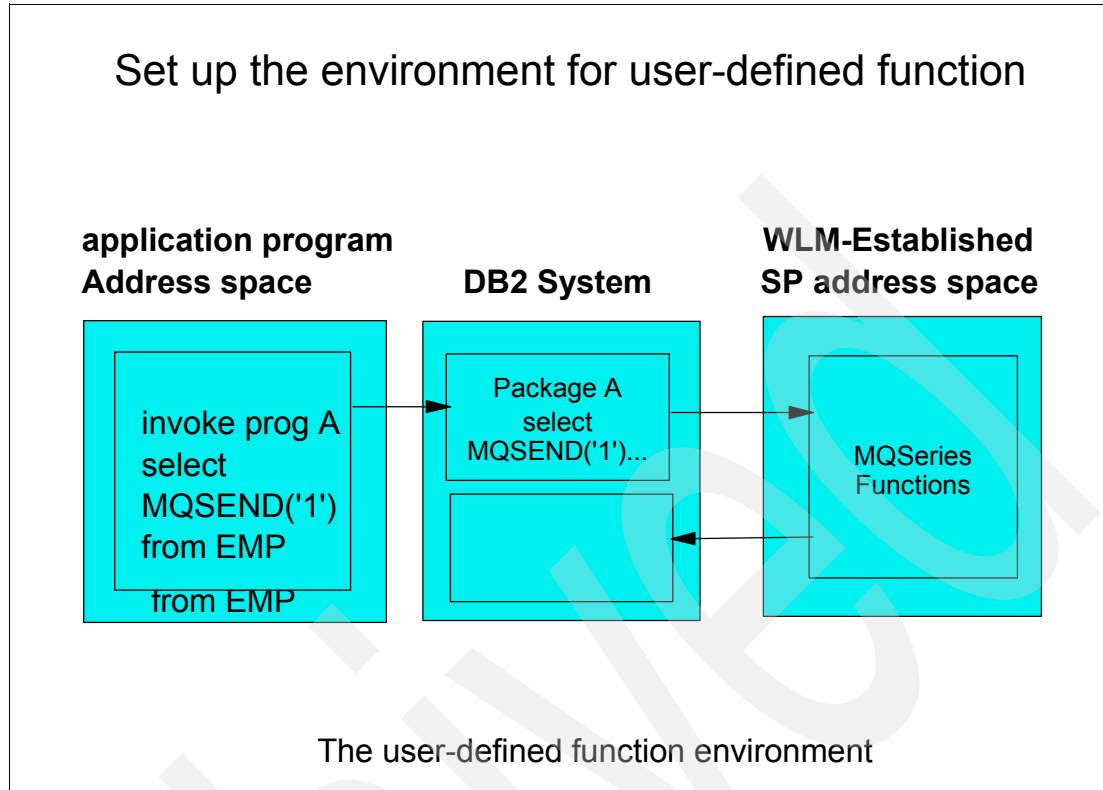 Set up the environment for user-defined function
application program
Address space
DB2 System
WLM-Established
SP address space
invoke prog A
select
MQSEND('1')
from EMP
from EMP
Package A
select
MQSEND('1')...
MQSeries
Functions
The user-defined function environment